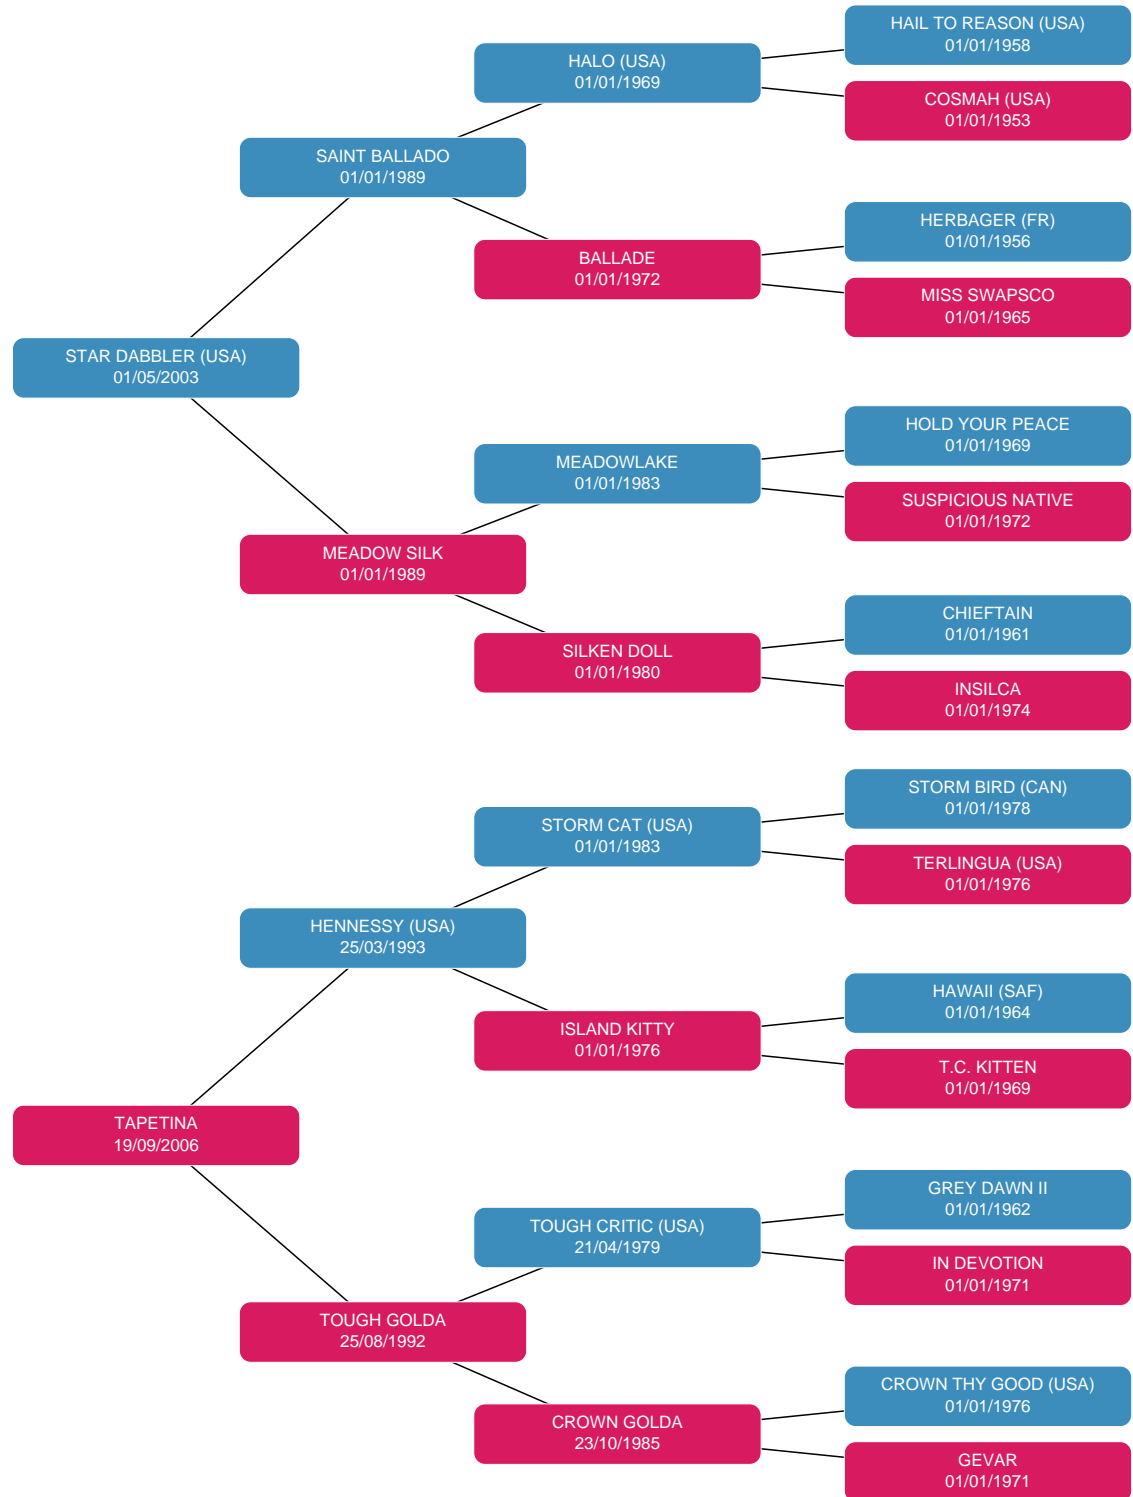 HAIL TO REASON (USA)
01/01/1958
HALO (USA)
01/01/1969
COSMAH (USA)
01/01/1953
SAINT BALLADO
01/01/1989
HERBAGER (FR)
01/01/1956
BALLADE
01/01/1972
MISS SWAPSCO
01/01/1965
STAR DABBLER (USA)
01/05/2003
HOLD YOUR PEACE
01/01/1969
MEADOWLAKE
01/01/1983
SUSPICIOUS NATIVE
01/01/1972
MEADOW SILK
01/01/1989
CHIEFTAIN
01/01/1961
SILKEN DOLL
01/01/1980
INSILCA
01/01/1974
STORM BIRD (CAN)
01/01/1978
STORM CAT (USA)
01/01/1983
TERLINGUA (USA)
01/01/1976
HENNESSY (USA)
25/03/1993
HAWAII (SAF)
01/01/1964
ISLAND KITTY
01/01/1976
T.C. KITTEN
01/01/1969
TAPETINA
19/09/2006
GREY DAWN II
01/01/1962
TOUGH CRITIC (USA)
21/04/1979
IN DEVOTION
01/01/1971
TOUGH GOLDA
25/08/1992
CROWN THY GOOD (USA)
01/01/1976
CROWN GOLDA
23/10/1985
GEVAR
01/01/1971